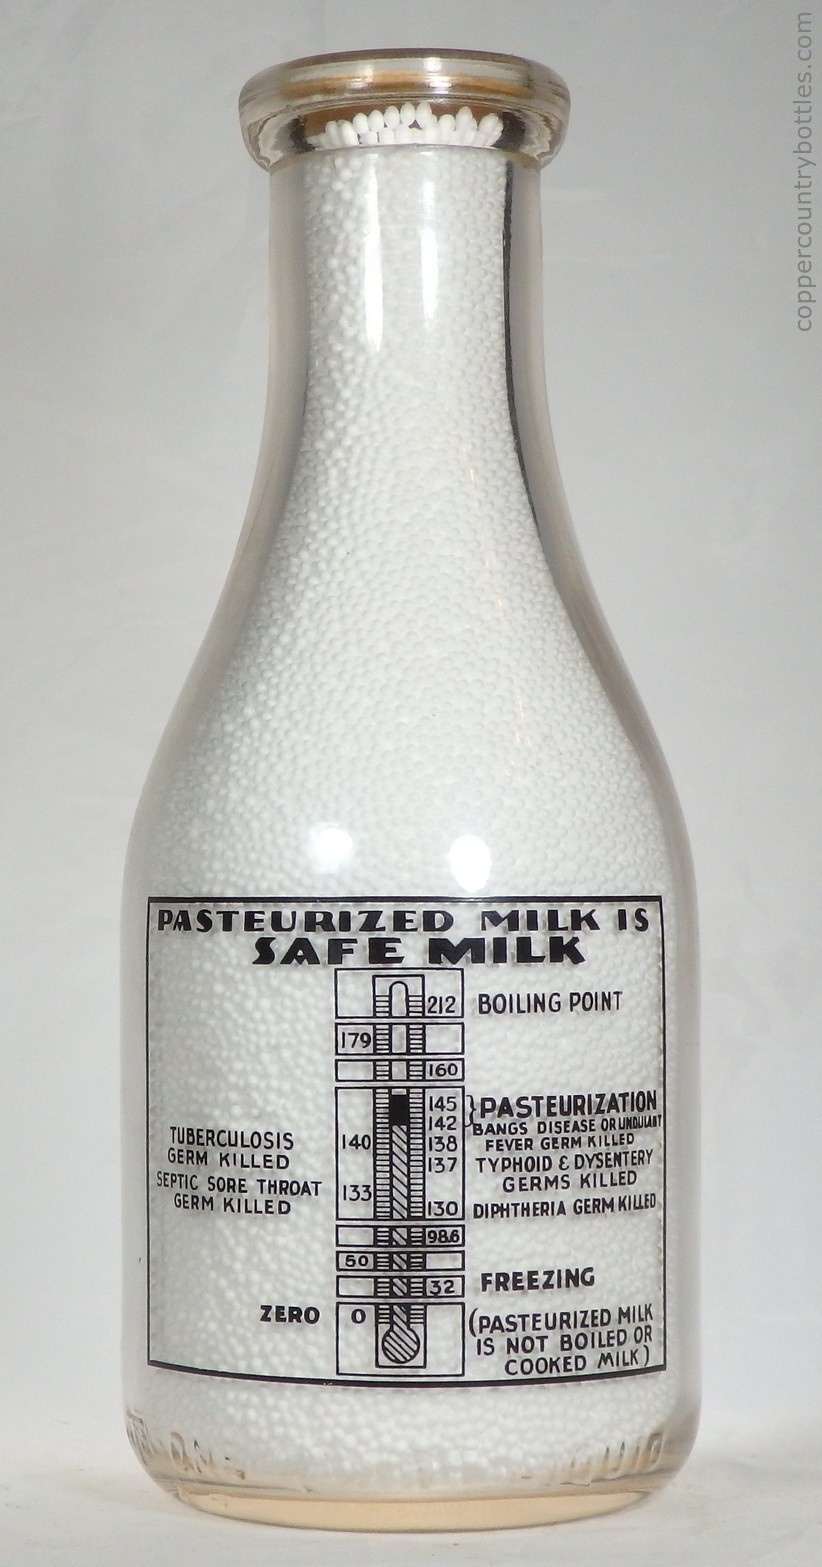 coppercountrybottles.com
PASTEURIZED MILK IS
SAFE MILK
212 BOILING POINT
179
160
145 PASTEURIZATION
142 BANGS DISEASE OR UNDULANT
138 FEVER GERM KILLED
TUBERCULOSIS
GERM KILLED
140
137 TYPHOID & DYSENTERY
GERMS KILLED
SEPTIC SORE THROAT
GERM KILLED
133
130 DIPHTHERIA GERM KILLED
98.6
50
32 FREEZING
ZERO 0
(PASTEURIZED MILK
IS NOT BOILED OR
COOKED MILK)